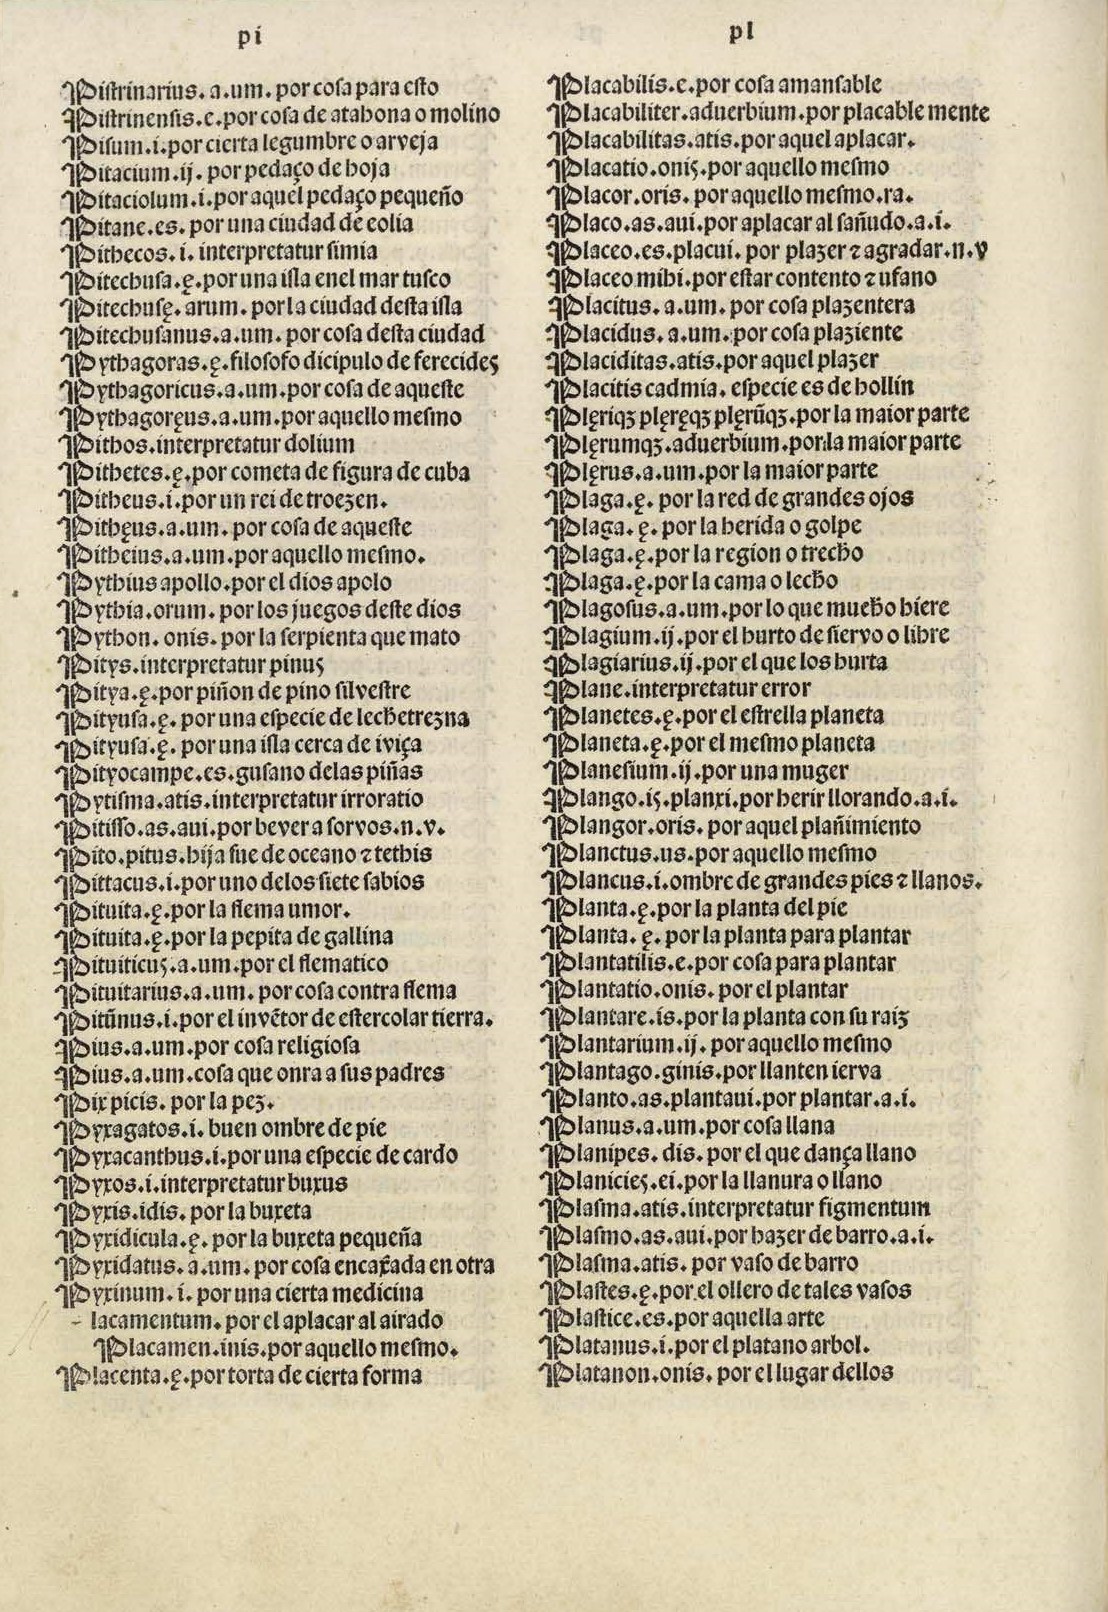 pi
¶Pistrinarius. a.um. por cosa para esto
¶Pistrinensis.e.por cosa de atahona o molino
¶Pisum.i.por cierta legumbre o arveja
¶Pitacium.ij. por pedaço de hoja
¶Pitaciolum.i.por aquel pedaço pequeño
¶Pitane.es. por una ciudad de eolia
¶Pithecos.i. interpretatur simia
¶Pitechusa.ę.por una isla enel mar tusco
¶Pitechusę.arum. por la ciudad desta isla
¶Pitechusanus.a.um. por cosa desta ciudad
¶Pythagoras.ę.filosofo dicipulo de ferecides
¶Pythagoricus.a.um.por cosa de aqueste
¶Pythagoręus.a.um.por aquello mesmo
¶Pithos.interpretatur dolium
¶Pithetes.ę.por cometa de figura de cuba
¶Pitheus.i.por un rei de troezen.
¶Pithęus.a.um. por cosa de aqueste
¶Pitheius.a.um.por aquello mesmo.
¶Pythius apollo.por el dios apolo
¶Pythia.orum. por los juegos deste dios
¶Python. onis. por la serpienta que mato
¶Pitys.interpretatur pinus
¶Pitya.ę.por piñon de pino silvestre
¶Pityusa.ę. por una especie de lechetrezna
¶Pityusa.ę. por una isla cerca de iviça
¶Pityocampe.es.gusano delas piñas
¶Pytisma.atis.interpretatur irroratio
¶Pitisso.as.aui.por bever a sorvos.n.v.
¶Pito.pitus.hija fue de oceano ⁊ tethis
¶Pittacus.i.por uno delos siete sabios
¶Pituita.ę.por la flema umor.
¶Pituita.ę.por la pepita de gallina
¶Pituiticus.a.um.por el flematico
¶Pituitarius.a.um. por cosa contra flema
¶Pitũnus.i.por el invẽtor de estercolar tierra.
¶Pius.a.um.por cosa religiosa
¶Pius.a.um.cosa que onra a sus padres
¶Pix picis. por la pez.
¶Pyxagatos.i. buen ombre de pie
¶Pyxacanthus.i.por una especie de cardo
¶Pyxos.i.interpretatur buxus
¶Pyxis.idis. por la buxeta
¶Pyxidicula.ę. por la buxeta pequeña
¶Pyxidatus. a.um. por cosa encaxada en otra
¶Pyxinum.i. por una cierta medicina
lacamentum.por el aplacar al airado
¶Placamen.inis.por aquello mesmo.
¶Placenta.ę.por torta de cierta forma
pl
¶Placabilis.e.por cosa amansable
¶Placabiliter.aduerbium.por placable mente
¶Placabilitas.atis.por aquel aplacar.
¶Placatio.onis.por aquello mesmo
¶Placor.oris. por aquello mesmo.ra.
¶Placo.as.aui.por aplacar al sañudo.a.i.
¶Placeo.es.placui. por plazer ⁊ agradar.n.v
¶Placeo mihi.por estar contento ⁊ ufano
¶Placitus. a.um. por cosa plazentera
¶Placidus. a.um.por cosa plaziente
¶Placiditas.atis.por aquel plazer
¶Placitis cadmia. especie es de hollin
¶Plęriqꝫ plęręqꝫ plęrũqꝫ.por la maior parte
¶Plęrumqꝫ.aduerbium.por la maior parte
¶Plęrus.a.um.por la maior parte
¶Plaga.ę. por la red de grandes ojos
¶Plaga. ę. por la herida o golpe
¶Plaga.ę.por la region o trecho
¶Plaga.ę.por la cama o lecho
¶Plagosus.a.um.por lo que mucho hiere
¶Plagium.ij.por el hurto de siervo o libre
¶Plagiarius.ij.por el que los hurta
¶Plane.interpretatur error
¶Planetes.ę.por el estrella planeta
¶Planeta.ę.por el mesmo planeta
¶Planesium.ij.por una muger
¶Plango.is.planxi.por herir llorando.a.i.
¶Plangor.oris. por aquel plañimiento
¶Planctus.us.por aquello mesmo
¶Plancus.i.ombre de grandes pies ⁊ llanos.
¶Planta.ę.por la planta del pie
¶Planta. ę. por la planta para plantar
¶Plantatilis.e.por cosa para plantar
¶Plantatio.onis. por el plantar
¶Plantare.is.por la planta con su raiz
¶Plantarium.ij. por aquello mesmo
¶Plantago.ginis.por llanten ierva
¶Planto.as.plantaui.por plantar.a.i.
¶Planus.a.um.por cosa llana
¶Planipes. dis. por el que dança llano
¶Planicies.ei.por la llanura o llano
¶Plasma.atis.interpretatur figmentum
¶Plasmo.as.aui.por hazer de barro.a.i.
¶Plasma.atis. por vaso de barro
¶Plastes.ę.por el ollero de tales vasos
¶Plastice.es.por aquella arte
¶Platanus.i.por el platano arbol.
¶Platanon.onis. por el lugar dellos